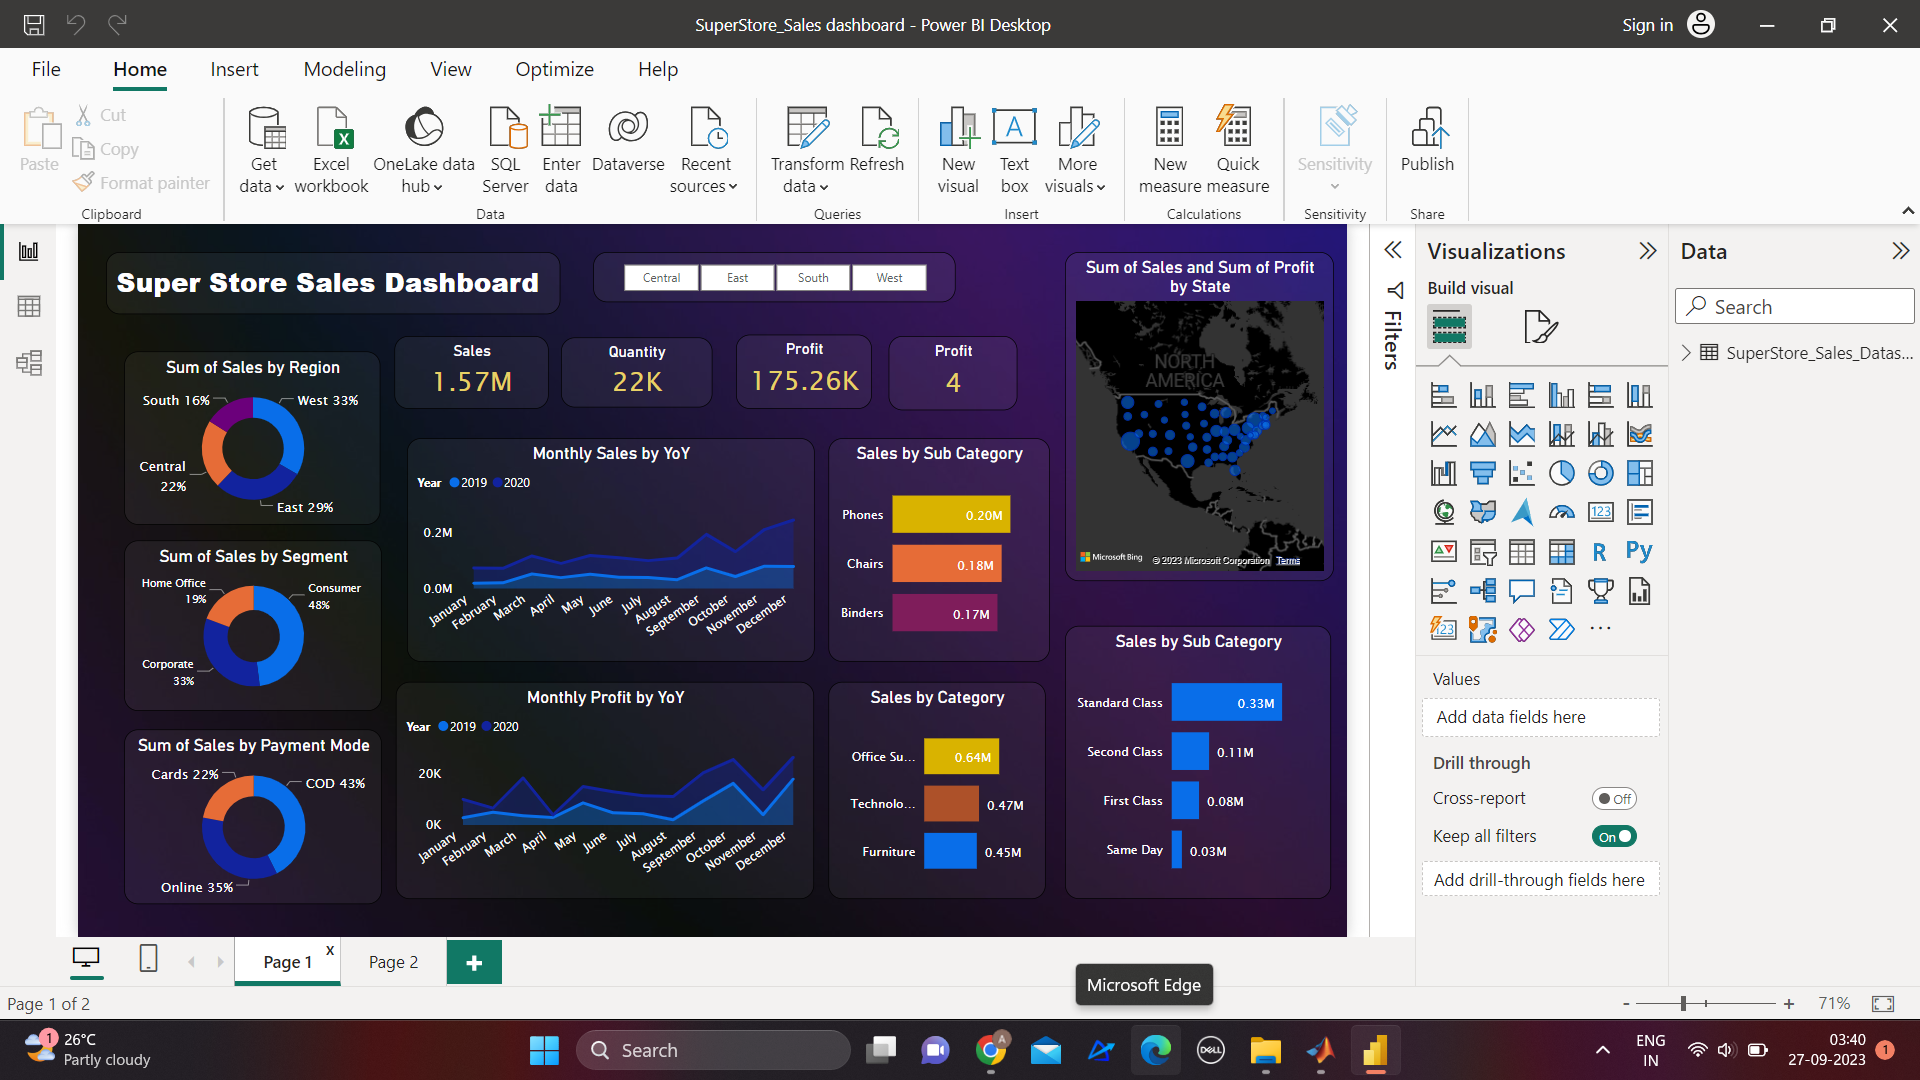 SuperStore_Sales dashboard - Power BI Desktop
Sign in
File
Home
Insert
Modeling
View
Optimize
Help
Paste
Cut
Copy
Format painter
Clipboard
Get
data
Excel
workbook
OneLake data
hub
SQL
Server
Enter
data
Dataverse
Recent
sources
Data
Transform
data
Refresh
Queries
New
visual
Text
box
More
visuals
Insert
New
measure
Quick
measure
Calculations
Sensitivity
Sensitivity
Publish
Share
Super Store Sales Dashboard
Central
East
South
West
Sales
1.57M
Quantity
22K
Profit
175.26K
Profit
4
Sum of Sales by Region
South 16%
West 33%
Central
22%
East 29%
Sum of Sales by Segment
Home Office
19%
Consumer
48%
Corporate
33%
Sum of Sales by Payment Mode
Cards 22%
COD 43%
Online 35%
Monthly Sales by YoY
Year 2019 2020
0.2M
0.0M
January
February
March
April
May
June
July
August
September
October
November
December
Monthly Profit by YoY
Year 2019 2020
20K
0K
January
February
March
April
May
June
July
August
September
October
November
December
Sales by Sub Category
Phones
0.20M
Chairs
0.18M
Binders
0.17M
Sales by Category
Office Su...
0.64M
Technolo...
0.47M
Furniture
0.45M
Sum of Sales and Sum of Profit
by State
NORTH
AMERICA
Microsoft Bing
© 2023 Microsoft Corporation Terms
Sales by Sub Category
Standard Class
0.33M
Second Class
0.11M
First Class
0.08M
Same Day
0.03M
Filters
Visualizations
Build visual
123
R
Py
123
Values
Add data fields here
Drill through
Cross-report
Off
Keep all filters
On
Add drill-through fields here
Data
Search
SuperStore_Sales_Datas...
Page 1
x
Page 2
+
Microsoft Edge
Page 1 of 2
- + 71%
1
26°C
Partly cloudy
Search
A
DELL
ENG
IN
03:40
27-09-2023
1